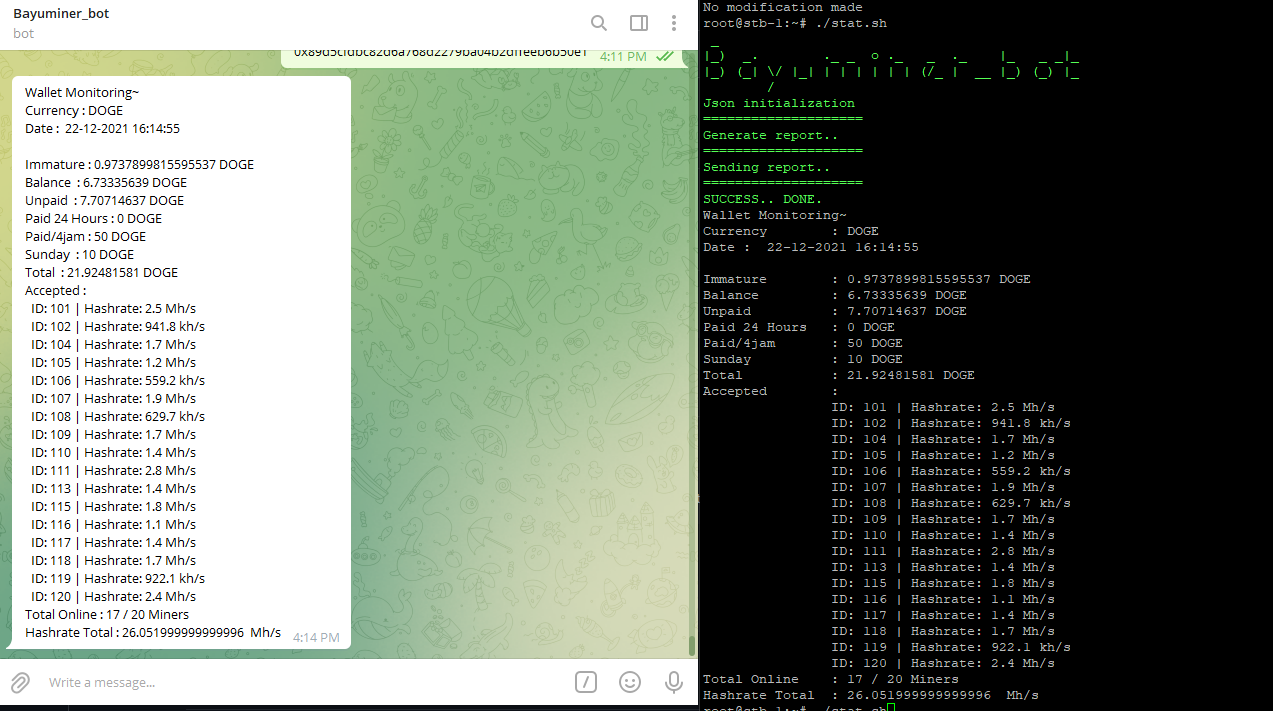 Bayuminer_bot
bot
4:11 PM
Wallet Monitoring~
Currency : DOGE
Date :  22-12-2021 16:14:55
Immature : 0.9737899815595537 DOGE
Balance  : 6.73335639 DOGE
Unpaid  : 7.70714637 DOGE
Paid 24 Hours : 0 DOGE
Paid/4jam : 50 DOGE
Sunday  : 10 DOGE
Total  : 21.92481581 DOGE
Accepted :
ID: 101 | Hashrate: 2.5 Mh/s
ID: 102 | Hashrate: 941.8 kh/s
ID: 104 | Hashrate: 1.7 Mh/s
ID: 105 | Hashrate: 1.2 Mh/s
ID: 106 | Hashrate: 559.2 kh/s
ID: 107 | Hashrate: 1.9 Mh/s
ID: 108 | Hashrate: 629.7 kh/s
ID: 109 | Hashrate: 1.7 Mh/s
ID: 110 | Hashrate: 1.4 Mh/s
ID: 111 | Hashrate: 2.8 Mh/s
ID: 113 | Hashrate: 1.4 Mh/s
ID: 115 | Hashrate: 1.8 Mh/s
ID: 116 | Hashrate: 1.1 Mh/s
ID: 117 | Hashrate: 1.4 Mh/s
ID: 118 | Hashrate: 1.7 Mh/s
ID: 119 | Hashrate: 922.1 kh/s
ID: 120 | Hashrate: 2.4 Mh/s
Total Online : 17 / 20 Miners
Hashrate Total : 26.051999999999996  Mh/s
4:14 PM
Write a message...
No modification made
root@stb-1:~# ./stat.sh
Bayuminer_bot
Json initialization
====================
Generate report..
====================
Sending report..
====================
SUCCESS.. DONE.
Wallet Monitoring~
Currency        : DOGE
Date :  22-12-2021 16:14:55
Immature        : 0.9737899815595537 DOGE
Balance         : 6.73335639 DOGE
Unpaid          : 7.70714637 DOGE
Paid 24 Hours   : 0 DOGE
Paid/4jam       : 50 DOGE
Sunday          : 10 DOGE
Total           : 21.92481581 DOGE
Accepted        :
ID: 101 | Hashrate: 2.5 Mh/s
ID: 102 | Hashrate: 941.8 kh/s
ID: 104 | Hashrate: 1.7 Mh/s
ID: 105 | Hashrate: 1.2 Mh/s
ID: 106 | Hashrate: 559.2 kh/s
ID: 107 | Hashrate: 1.9 Mh/s
ID: 108 | Hashrate: 629.7 kh/s
ID: 109 | Hashrate: 1.7 Mh/s
ID: 110 | Hashrate: 1.4 Mh/s
ID: 111 | Hashrate: 2.8 Mh/s
ID: 113 | Hashrate: 1.4 Mh/s
ID: 115 | Hashrate: 1.8 Mh/s
ID: 116 | Hashrate: 1.1 Mh/s
ID: 117 | Hashrate: 1.4 Mh/s
ID: 118 | Hashrate: 1.7 Mh/s
ID: 119 | Hashrate: 922.1 kh/s
ID: 120 | Hashrate: 2.4 Mh/s
Total Online    : 17 / 20 Miners
Hashrate Total  : 26.051999999999996  Mh/s
root@stb-1:~# ./stat.sh